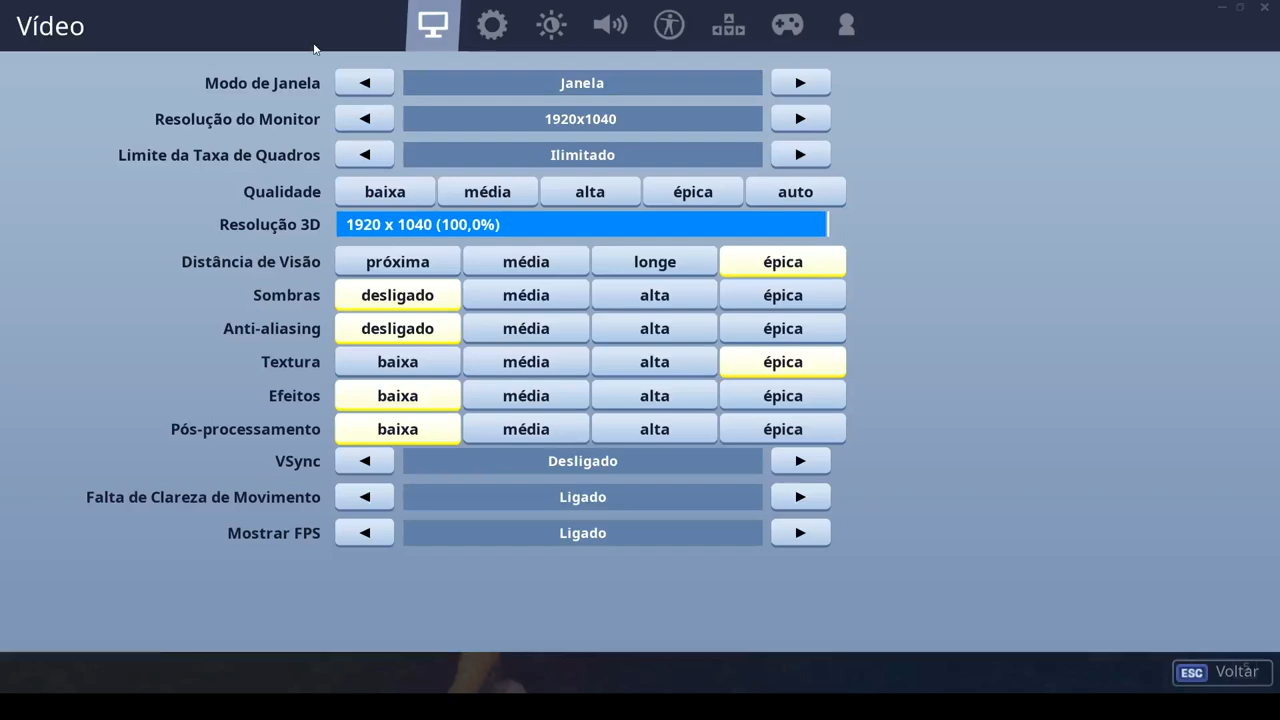 Vídeo
Modo de Janela Janela
Resolução do Monitor 1920x1040
Limite da Taxa de Quadros Ilimitado
Qualidade baixa média alta épica auto
Resolução 3D 1920 x 1040 (100,0%)
Distância de Visão próxima média longe épica
Sombras desligado média alta épica
Anti-aliasing desligado média alta épica
Textura baixa média alta épica
Efeitos baixa média alta épica
Pós-processamento baixa média alta épica
VSync Desligado
Falta de Clareza de Movimento Ligado
Mostrar FPS Ligado
ESC Voltar